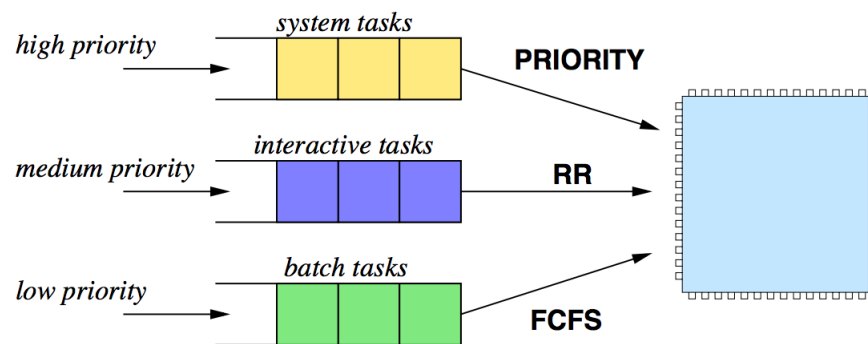 system tasks
high priority
PRIORITY
interactive tasks
medium priority
RR
batch tasks
low priority
FCFS